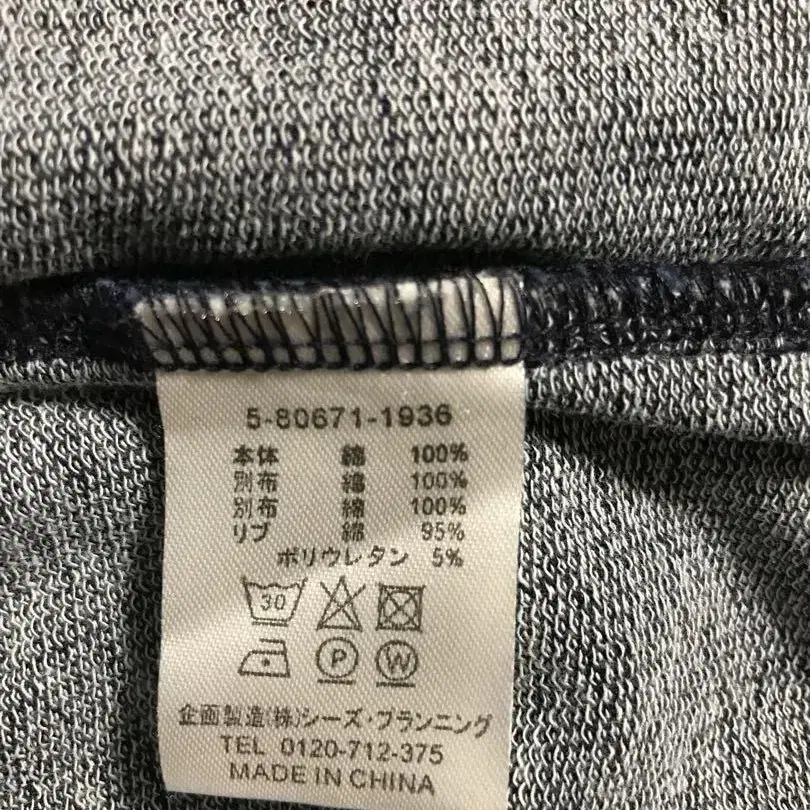 5-80671-1936
本体 綿 100%
別布 綿 100%
別布 綿 100%
リブ 綿 95%
ポリウレタン 5%
30
P W
企画製造(株)シーズ・プランニング
TEL 0120-712-375
MADE IN CHINA